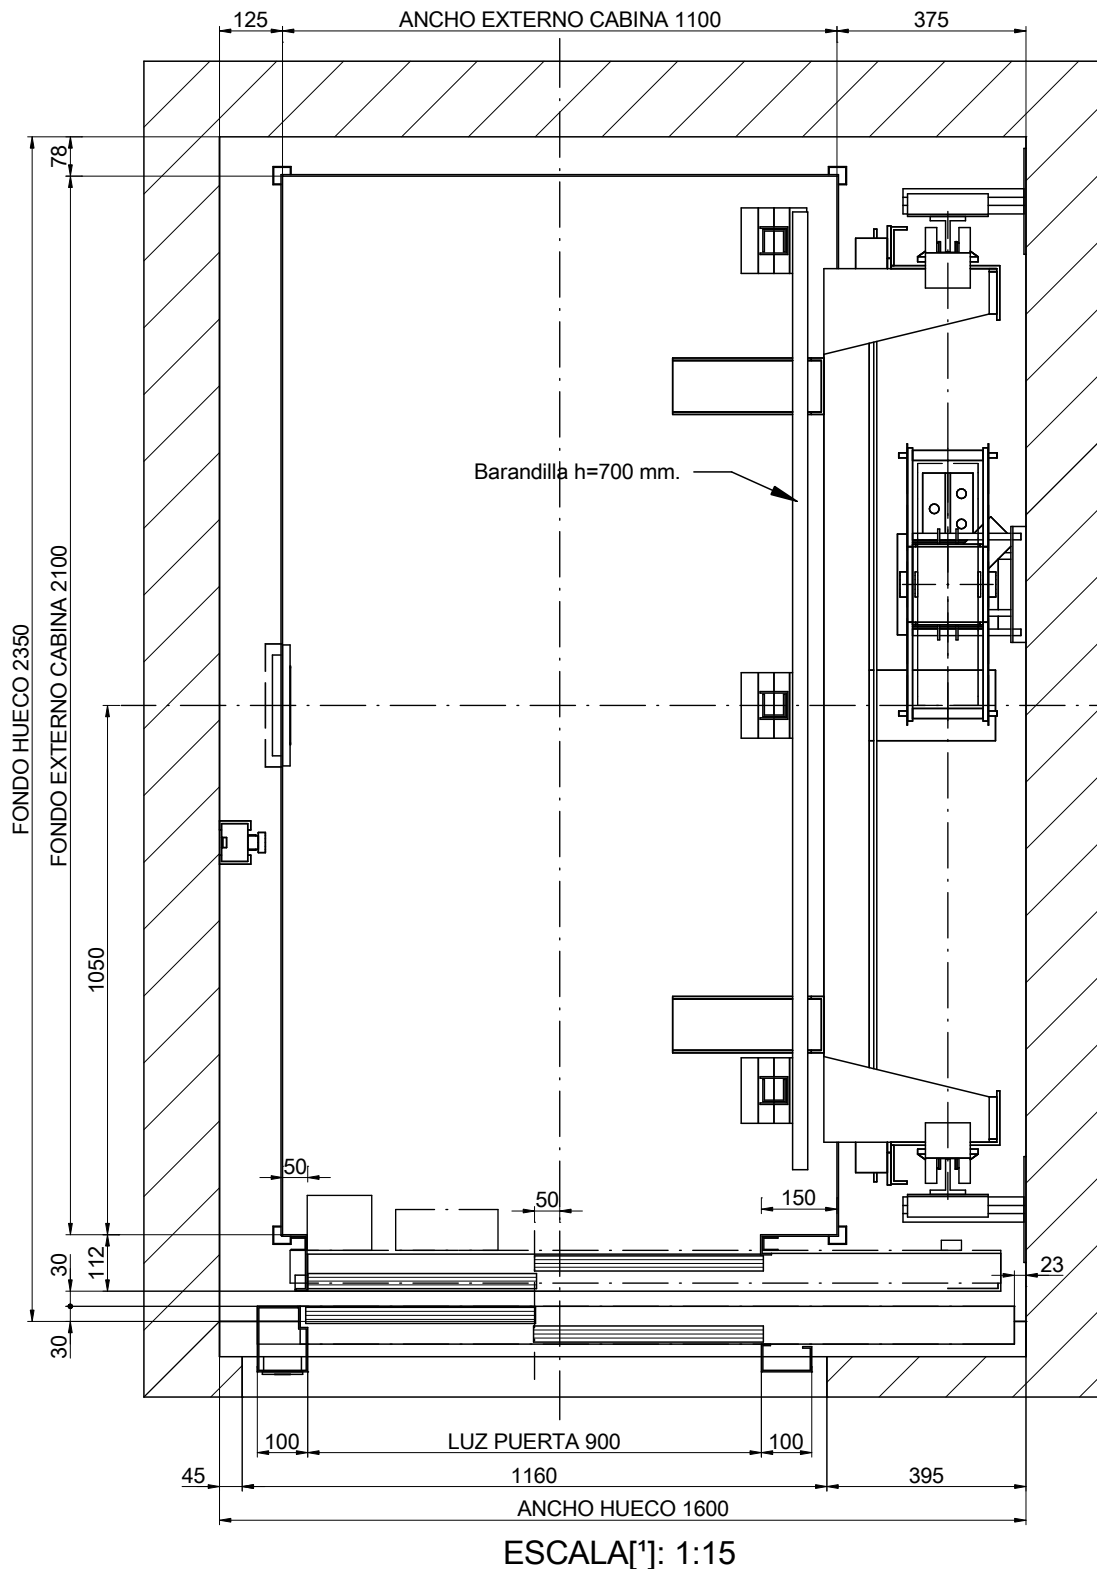 125
ANCHO EXTERNO CABINA 1100
375
78
FONDO HUECO 2350
FONDO EXTERNO CABINA 2100
Barandilla h=700 mm.
1050
50
50
150
30
112
23
30
100
LUZ PUERTA 900
100
45
1160
395
ANCHO HUECO 1600
ESCALA[¹]: 1:15